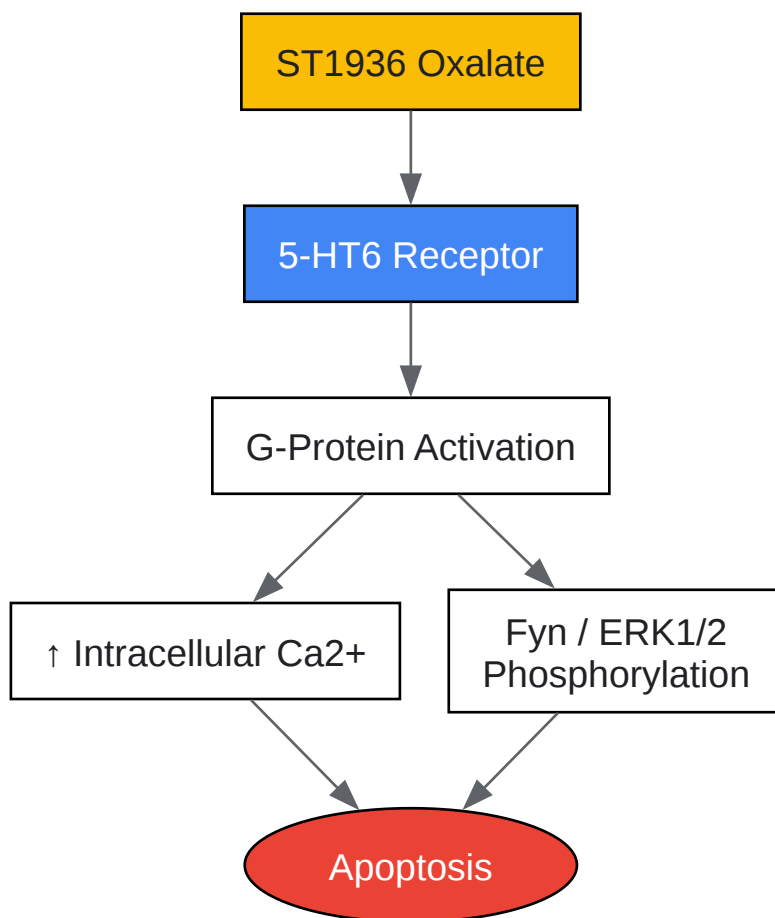 ST1936 Oxalate
5-HT6 Receptor
G-Protein Activation
↑ Intracellular Ca2+
Fyn / ERK1/2
Phosphorylation
Apoptosis